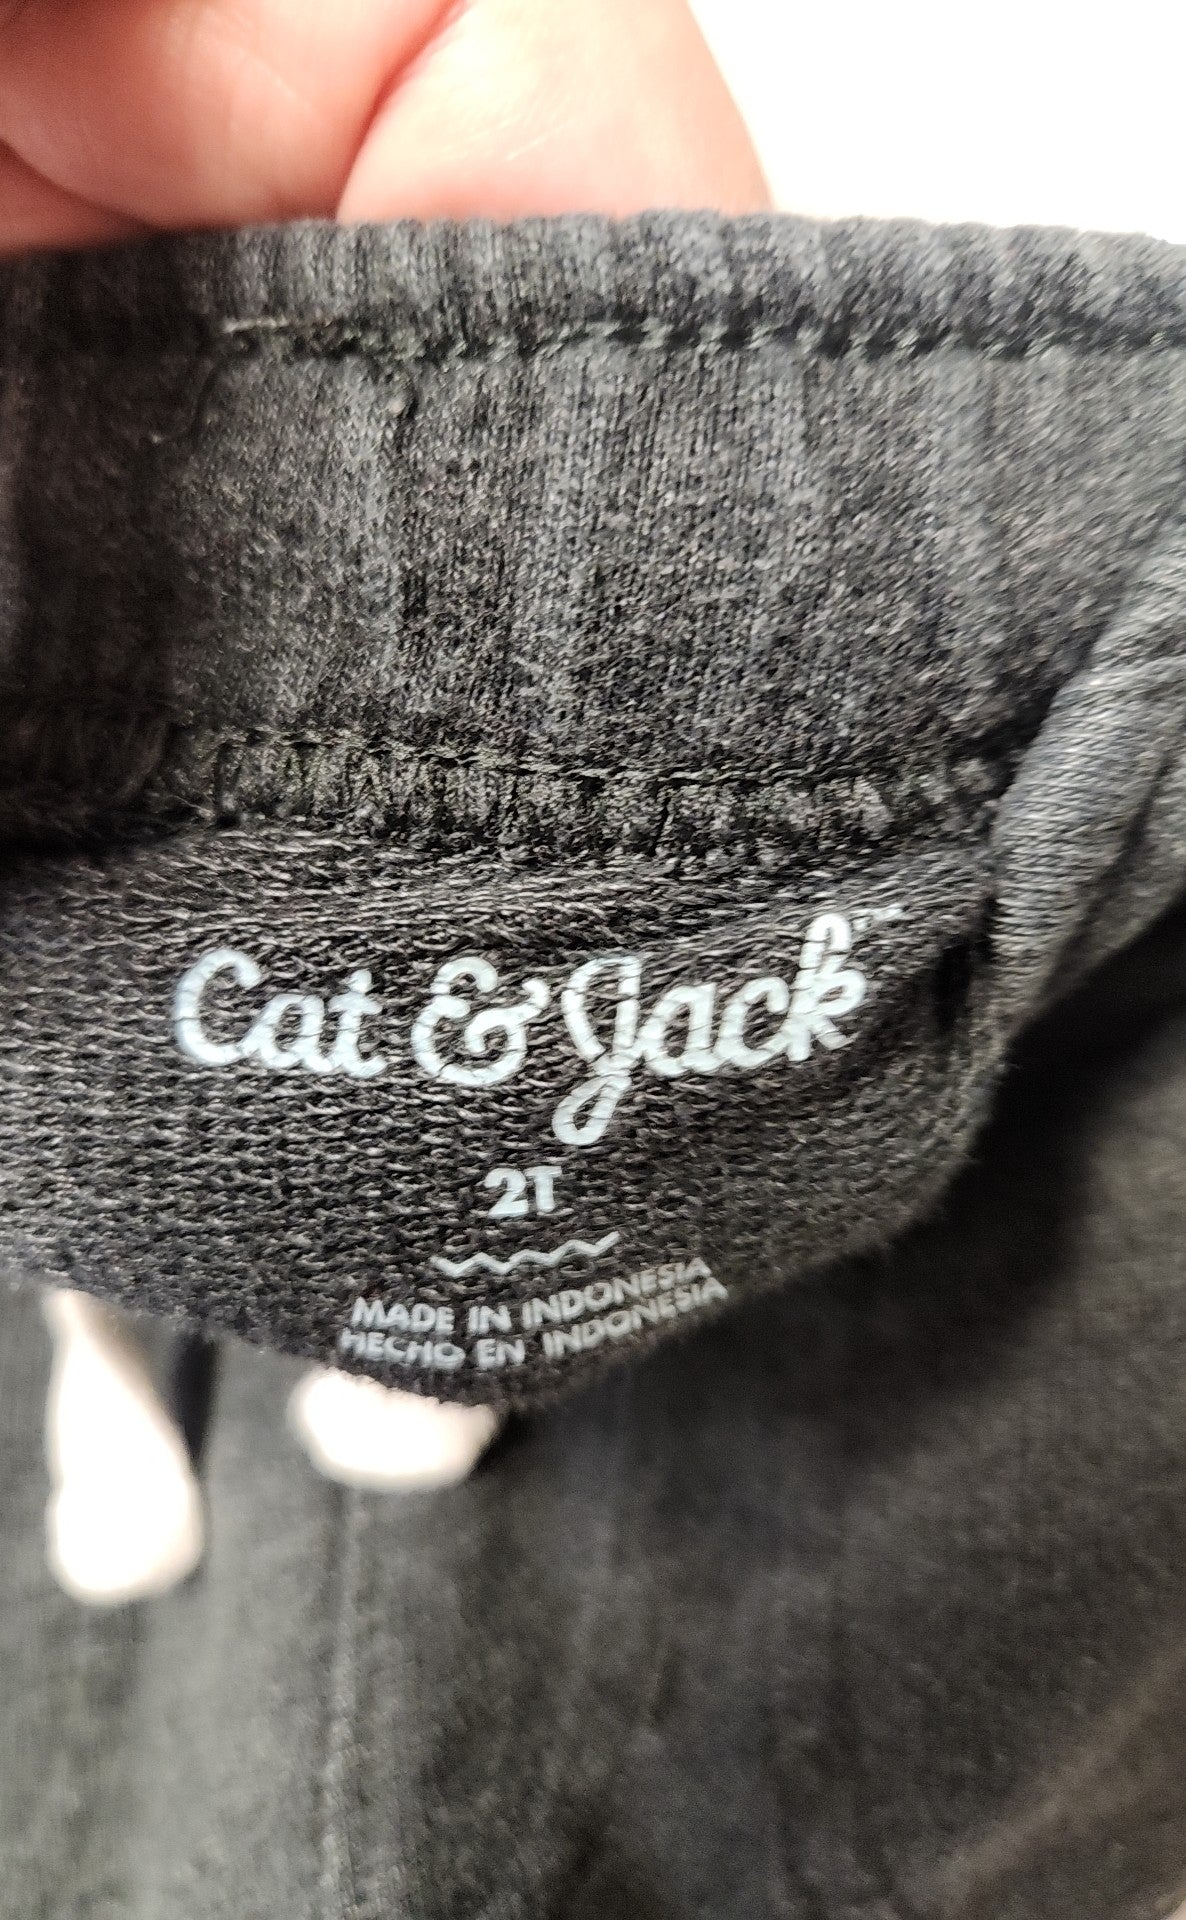 Cat & Jack™
2T
MADE IN INDONESIA
HECHO EN INDONESIA